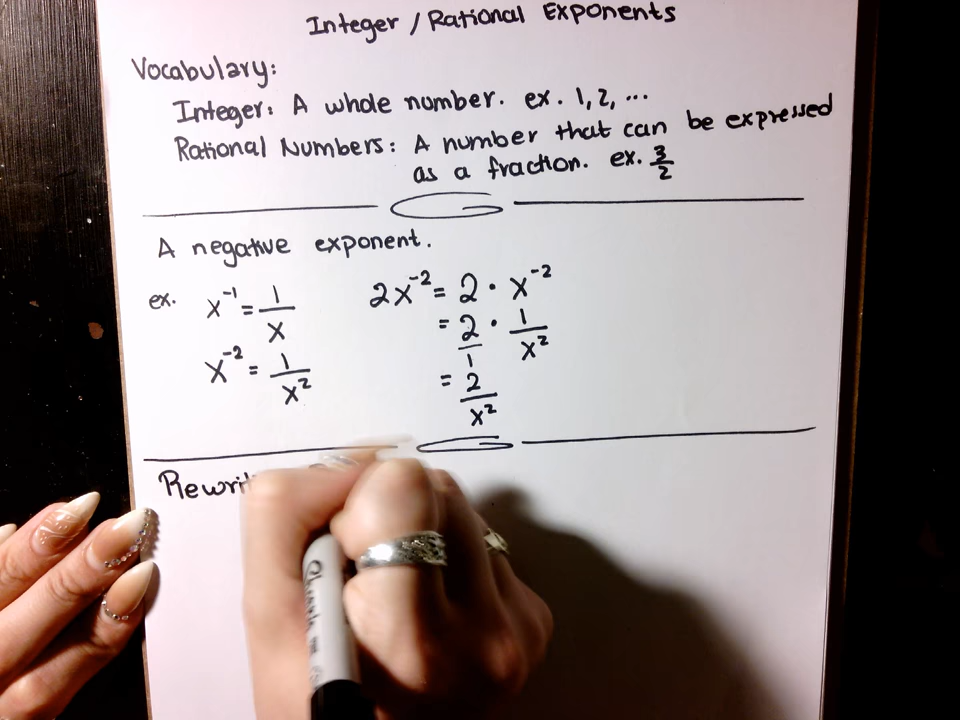 Integer / Rational Exponents
Vocabulary:
Integer: A whole number. ex. 1, 2, ...
Rational Numbers: A number that can be expressed
as a fraction. ex. 3/2
A negative exponent.
ex. x⁻¹ = 1/x
x⁻² = 1/x²
2x⁻² = 2 · x⁻²
= 2/1 · 1/x²
= 2/x²